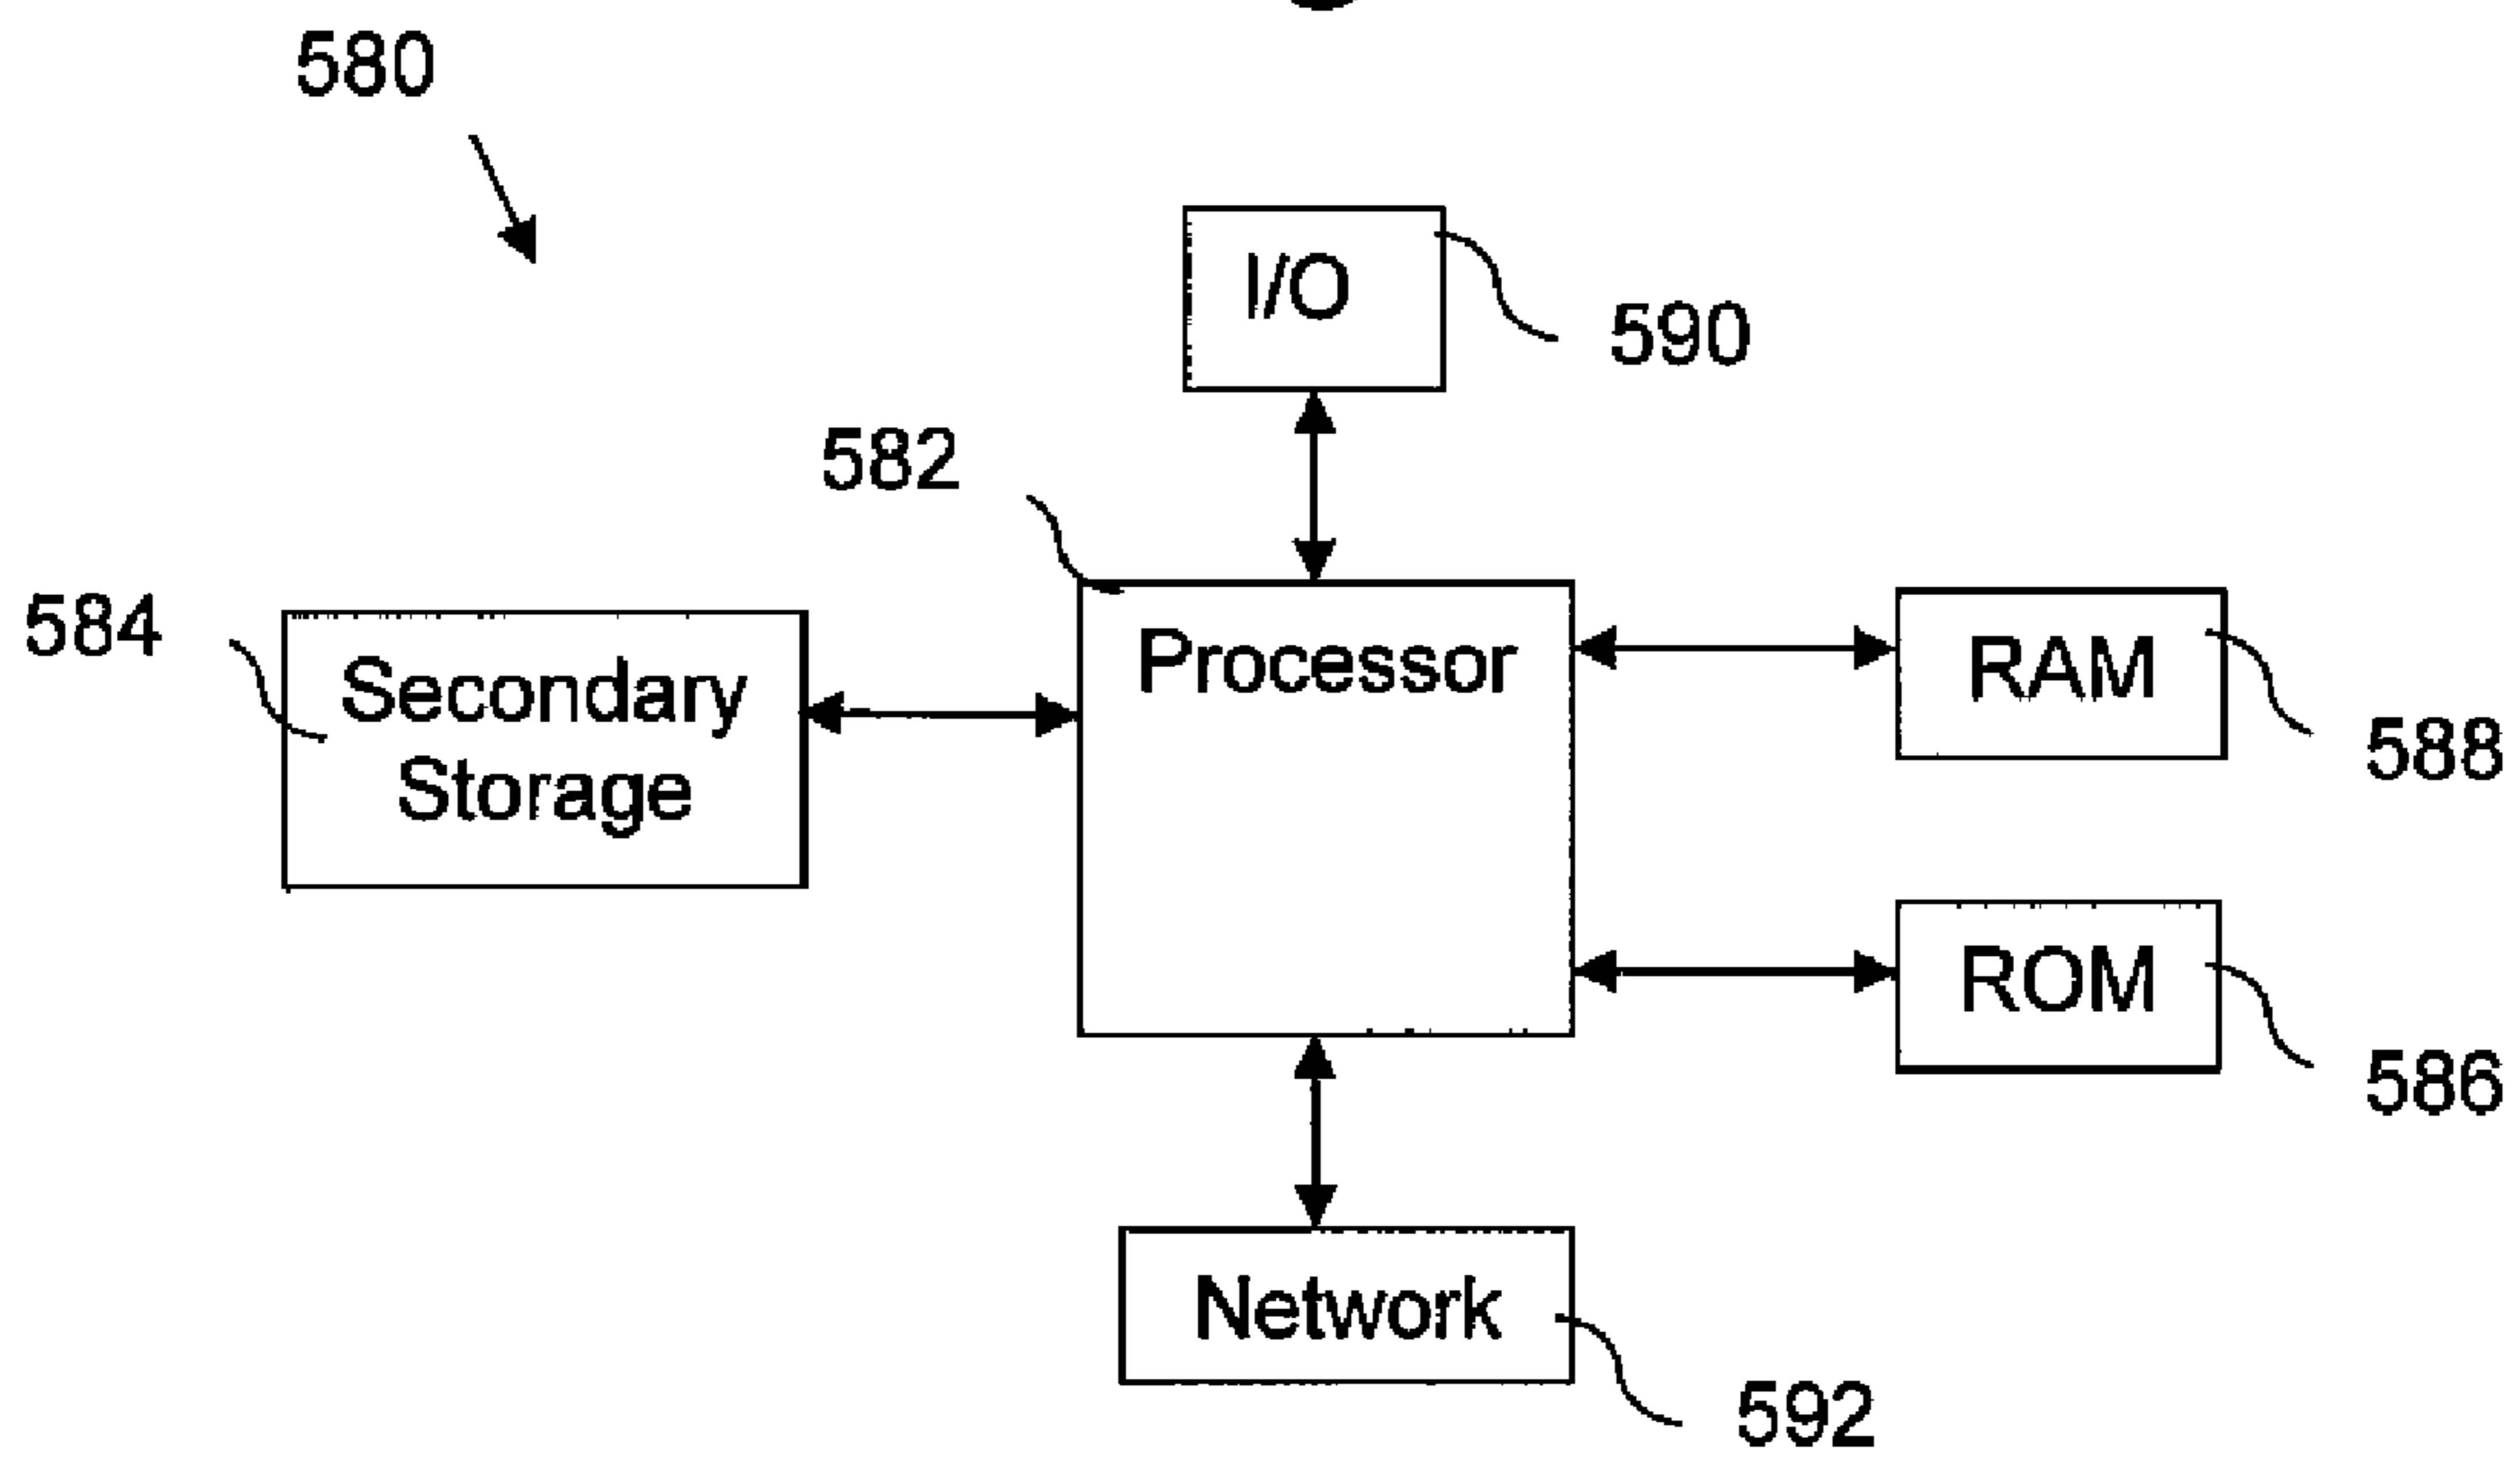 580
I/O
590
582
584
Secondary
Storage
Processor
RAM
588
ROM
586
Network
592